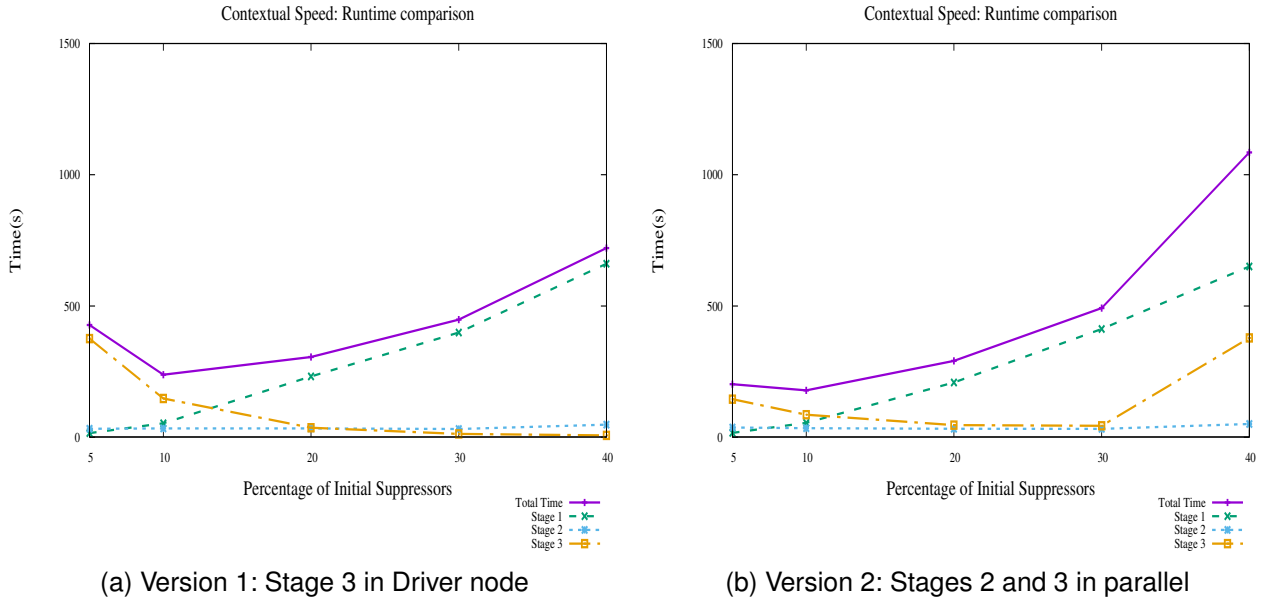 Contextual Speed: Runtime comparison
1500
1000
500
0
Time(s)
5 10 20 30 40
Percentage of Initial Suppressors
Total Time
Stage 1
Stage 2
Stage 3
(a) Version 1: Stage 3 in Driver node
Contextual Speed: Runtime comparison
1500
1000
500
0
Time(s)
5 10 20 30 40
Percentage of Initial Suppressors
Total Time
Stage 1
Stage 2
Stage 3
(b) Version 2: Stages 2 and 3 in parallel